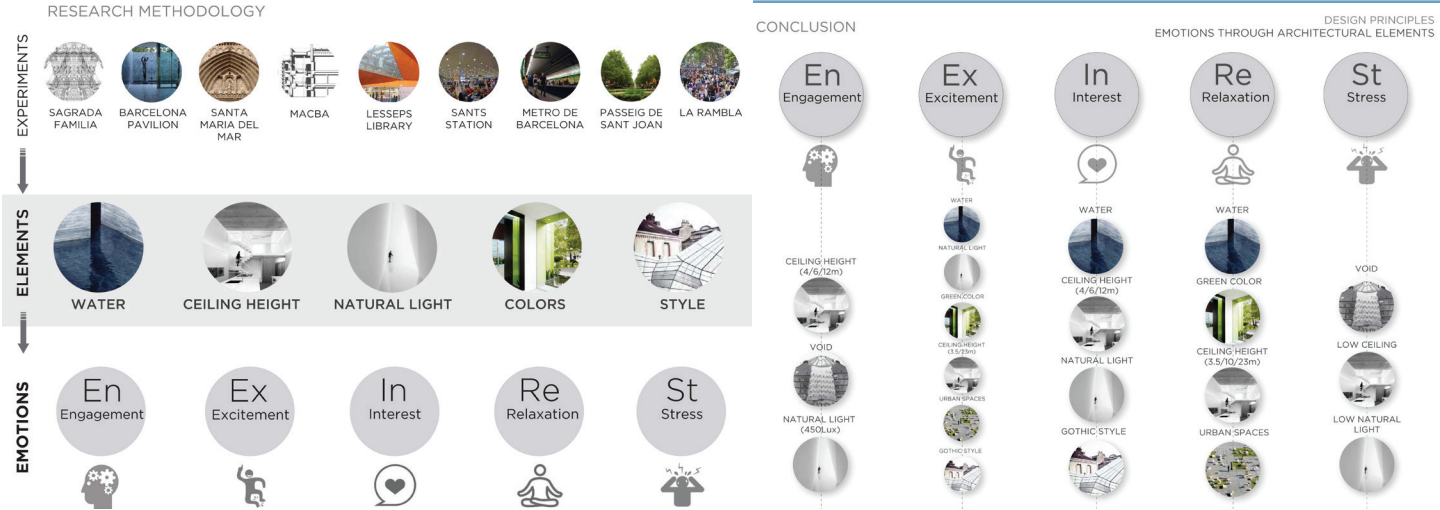 RESEARCH METHODOLOGY
EXPERIMENTS
SAGRADA
FAMILIA
BARCELONA
PAVILION
SANTA
MARIA DEL
MAR
MACBA
LESSEPS
LIBRARY
SANTS
STATION
METRO DE
BARCELONA
PASSEIG DE
SANT JOAN
LA RAMBLA
ELEMENTS
WATER
CEILING HEIGHT
NATURAL LIGHT
COLORS
STYLE
EMOTIONS
En
Engagement
Ex
Excitement
In
Interest
Re
Relaxation
St
Stress
CONCLUSION
DESIGN PRINCIPLES
EMOTIONS THROUGH ARCHITECTURAL ELEMENTS
En
Engagement
CEILING HEIGHT
(4/6/12m)
VOID
NATURAL LIGHT
(450Lux)
Ex
Excitement
WATER
NATURAL LIGHT
GREEN COLOR
CEILING HEIGHT
(3.5/23m)
URBAN SPACES
GOTHIC STYLE
In
Interest
WATER
CEILING HEIGHT
(4/6/12m)
NATURAL LIGHT
GOTHIC STYLE
Re
Relaxation
WATER
GREEN COLOR
CEILING HEIGHT
(3.5/10/23m)
URBAN SPACES
St
Stress
VOID
LOW CEILING
LOW NATURAL
LIGHT